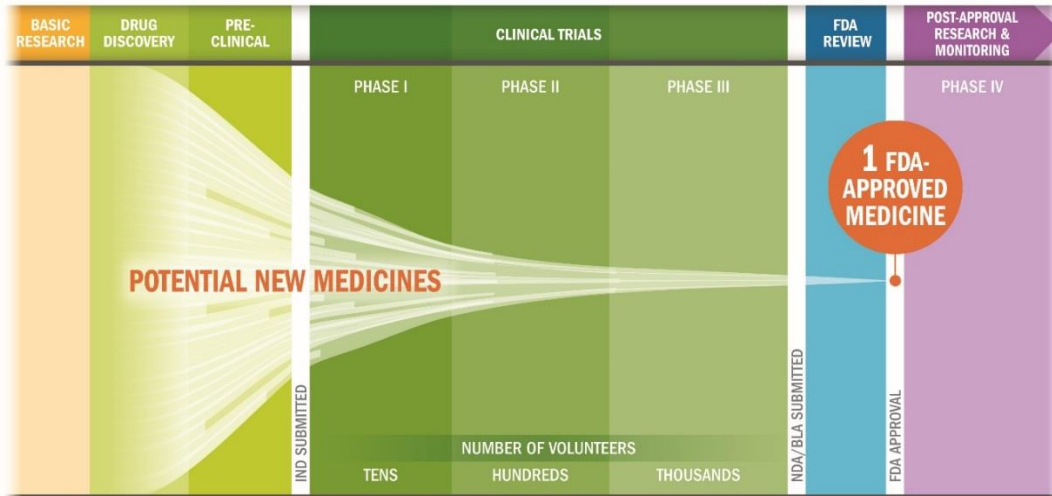 BASIC
RESEARCH
DRUG
DISCOVERY
PRE-
CLINICAL
CLINICAL TRIALS
FDA
REVIEW
POST-APPROVAL
RESEARCH &
MONITORING
PHASE I
PHASE II
PHASE III
PHASE IV
1 FDA-
APPROVED
MEDICINE
POTENTIAL NEW MEDICINES
IND SUBMITTED
NDA/BLA SUBMITTED
FDA APPROVAL
NUMBER OF VOLUNTEERS
TENS
HUNDREDS
THOUSANDS